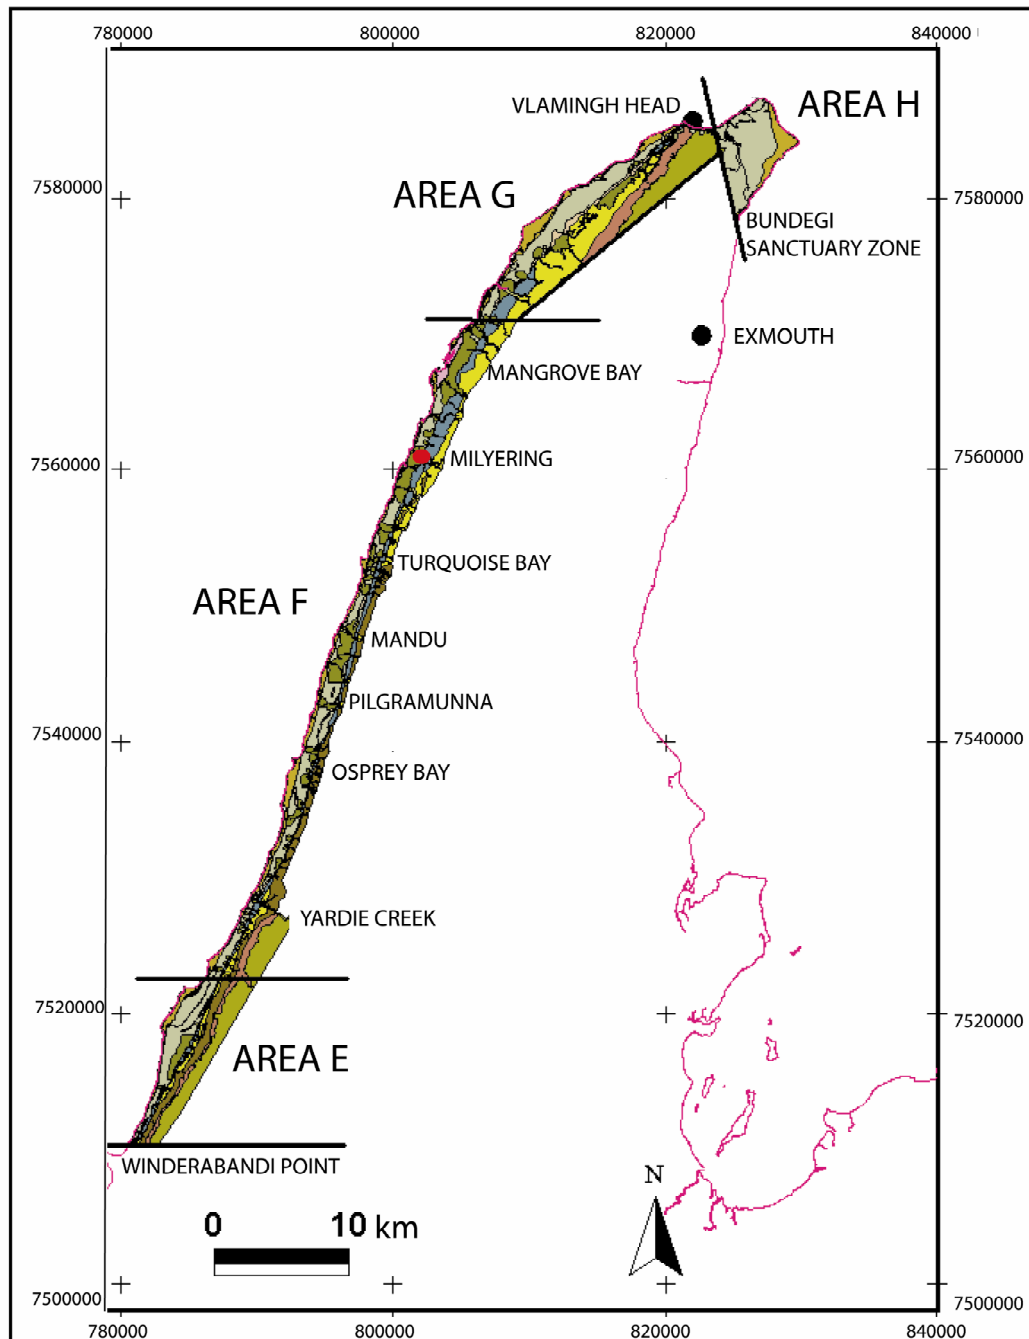 780000 800000 820000 840000
VLAMINGH HEAD
AREA H
7580000
AREA G
7580000
BUNDEGI
SANCTUARY ZONE
EXMOUTH
MANGROVE BAY
7560000
MILYERING
7560000
TURQUOISE BAY
AREA F
MANDU
PILGRAMUNNA
7540000
7540000
OSPREY BAY
YARDIE CREEK
7520000
7520000
AREA E
WINDERABANDI POINT
N
0 10 km
7500000
7500000
780000 800000 820000 840000